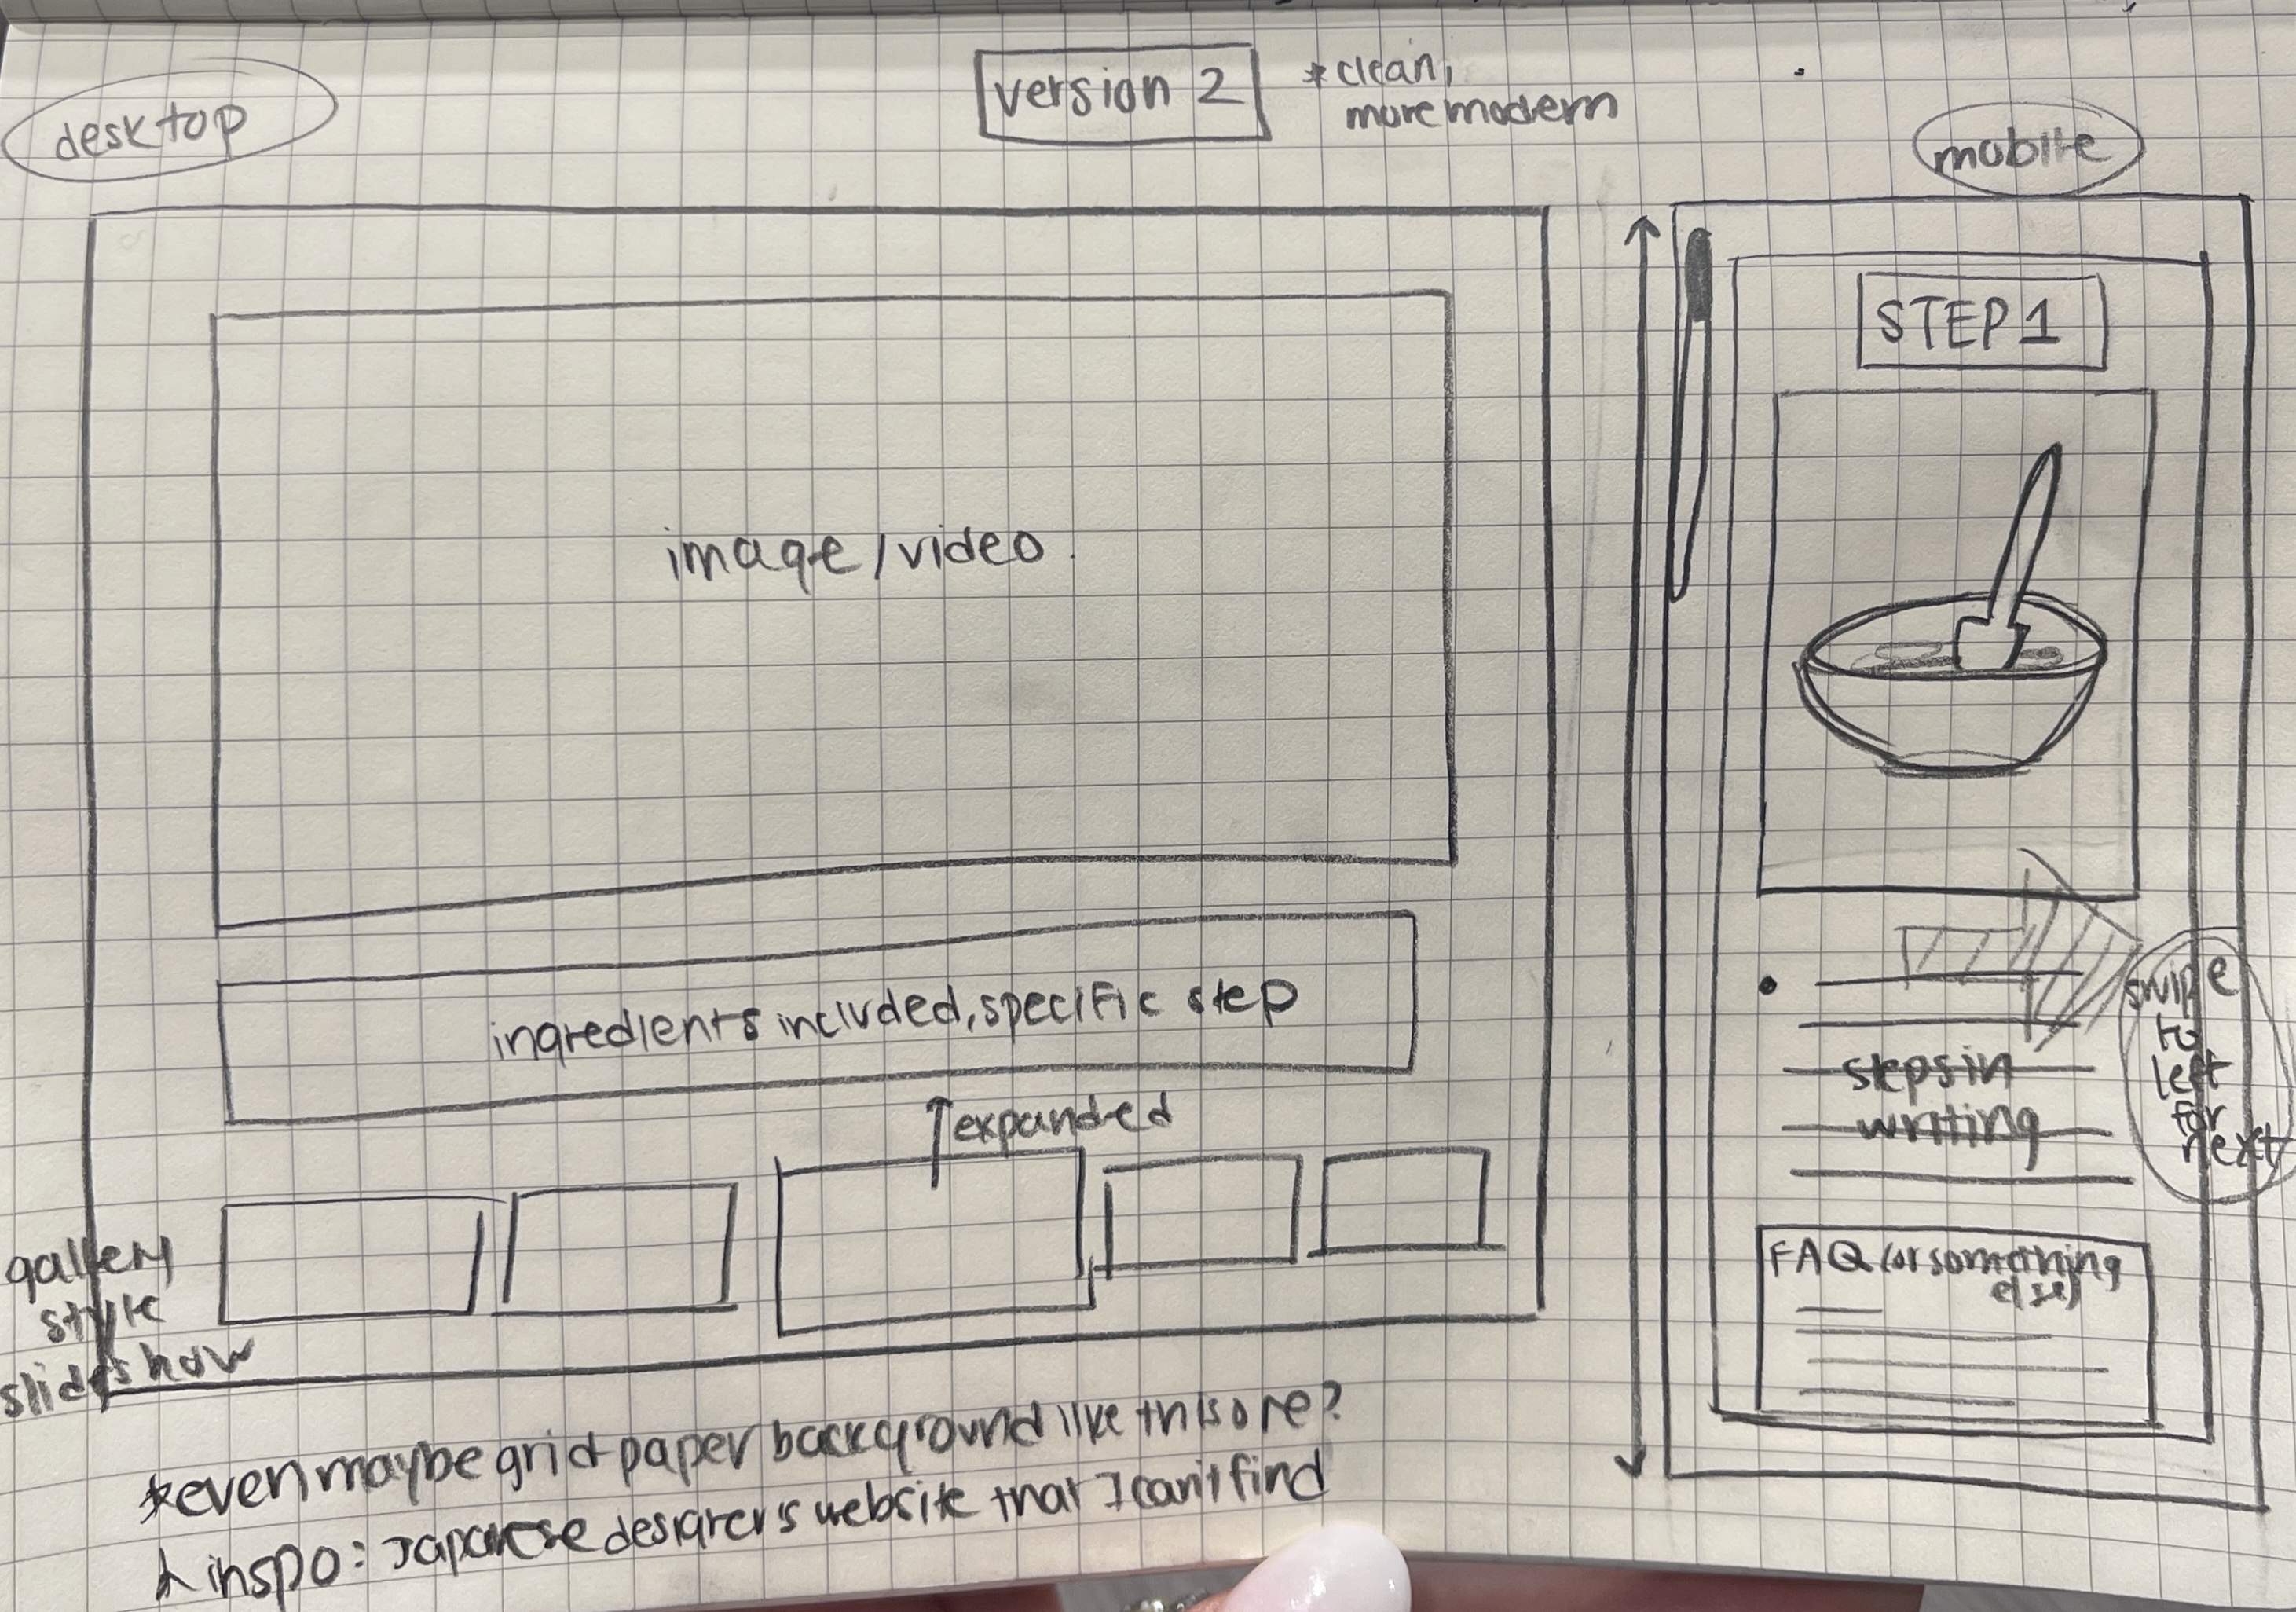 desktop
version 2
*clean,
more modern
mobile
image/video.
ingredients included, specific step
expanded
gallery
style
slideshow
*even maybe grid paper background like this one?
inspo: Japanese designer's website that I can't find
STEP 1
steps in
writing
swipe
to
left
for
next
FAQ (or something
else)